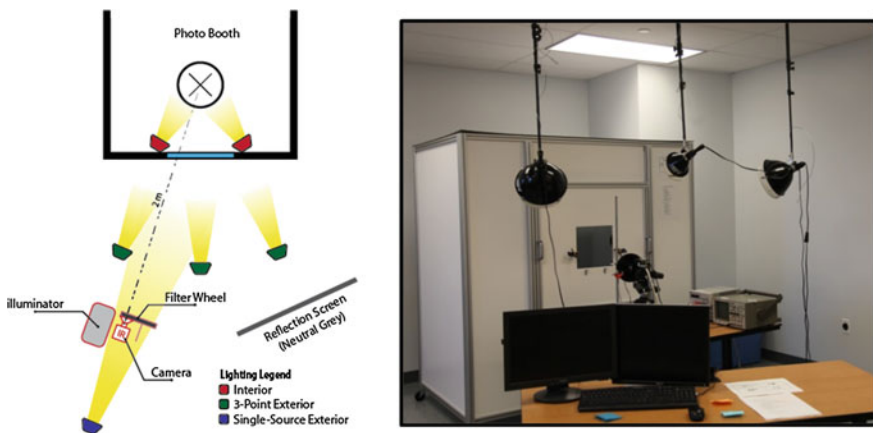 Photo Booth
2 m
illuminator
Filter Wheel
Reflection Screen
(Neutral Grey)
Camera
Lighting Legend
Interior
3-Point Exterior
Single-Source Exterior